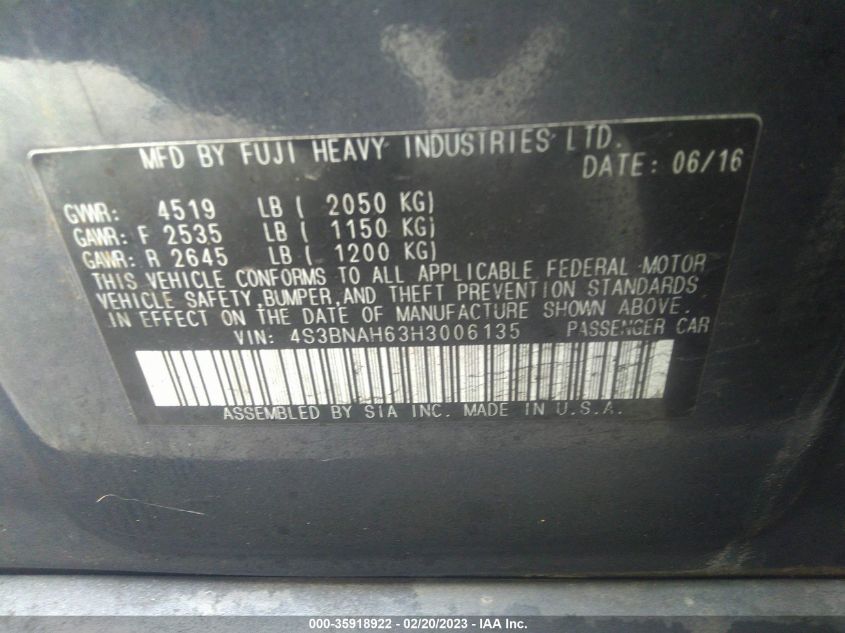 MFD BY FUJI HEAVY INDUSTRIES LTD.
DATE: 06/16
GVWR: 4519 LB ( 2050 KG)
GAWR: F 2535 LB ( 1150 KG)
GAWR: R 2645 LB ( 1200 KG)
THIS VEHICLE CONFORMS TO ALL APPLICABLE FEDERAL MOTOR
VEHICLE SAFETY, BUMPER, AND THEFT PREVENTION STANDARDS
IN EFFECT ON THE DATE OF MANUFACTURE SHOWN ABOVE.
VIN: 4S3BNAH63H3006135 PASSENGER CAR
ASSEMBLED BY SIA INC. MADE IN U.S.A.
000-35918922 - 02/20/2023 - IAA Inc.